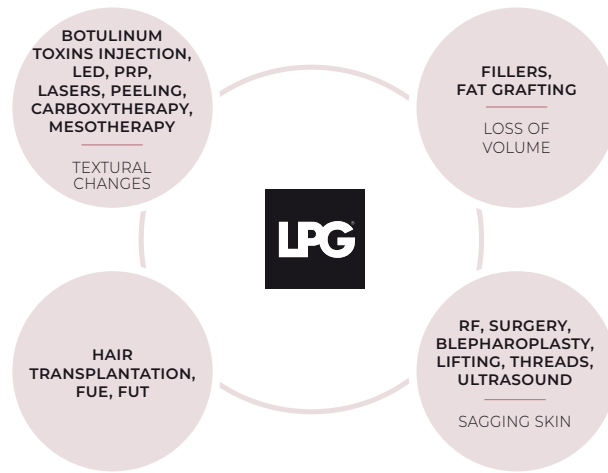 BOTULINUM
TOXINS INJECTION,
LED, PRP,
LASERS, PEELING,
CARBOXYTHERAPY,
MESOTHERAPY
TEXTURAL
CHANGES
FILLERS,
FAT GRAFTING
LOSS OF
VOLUME
LPG®
HAIR
TRANSPLANTATION,
FUE, FUT
RF, SURGERY,
BLEPHAROPLASTY,
LIFTING, THREADS,
ULTRASOUND
SAGGING SKIN